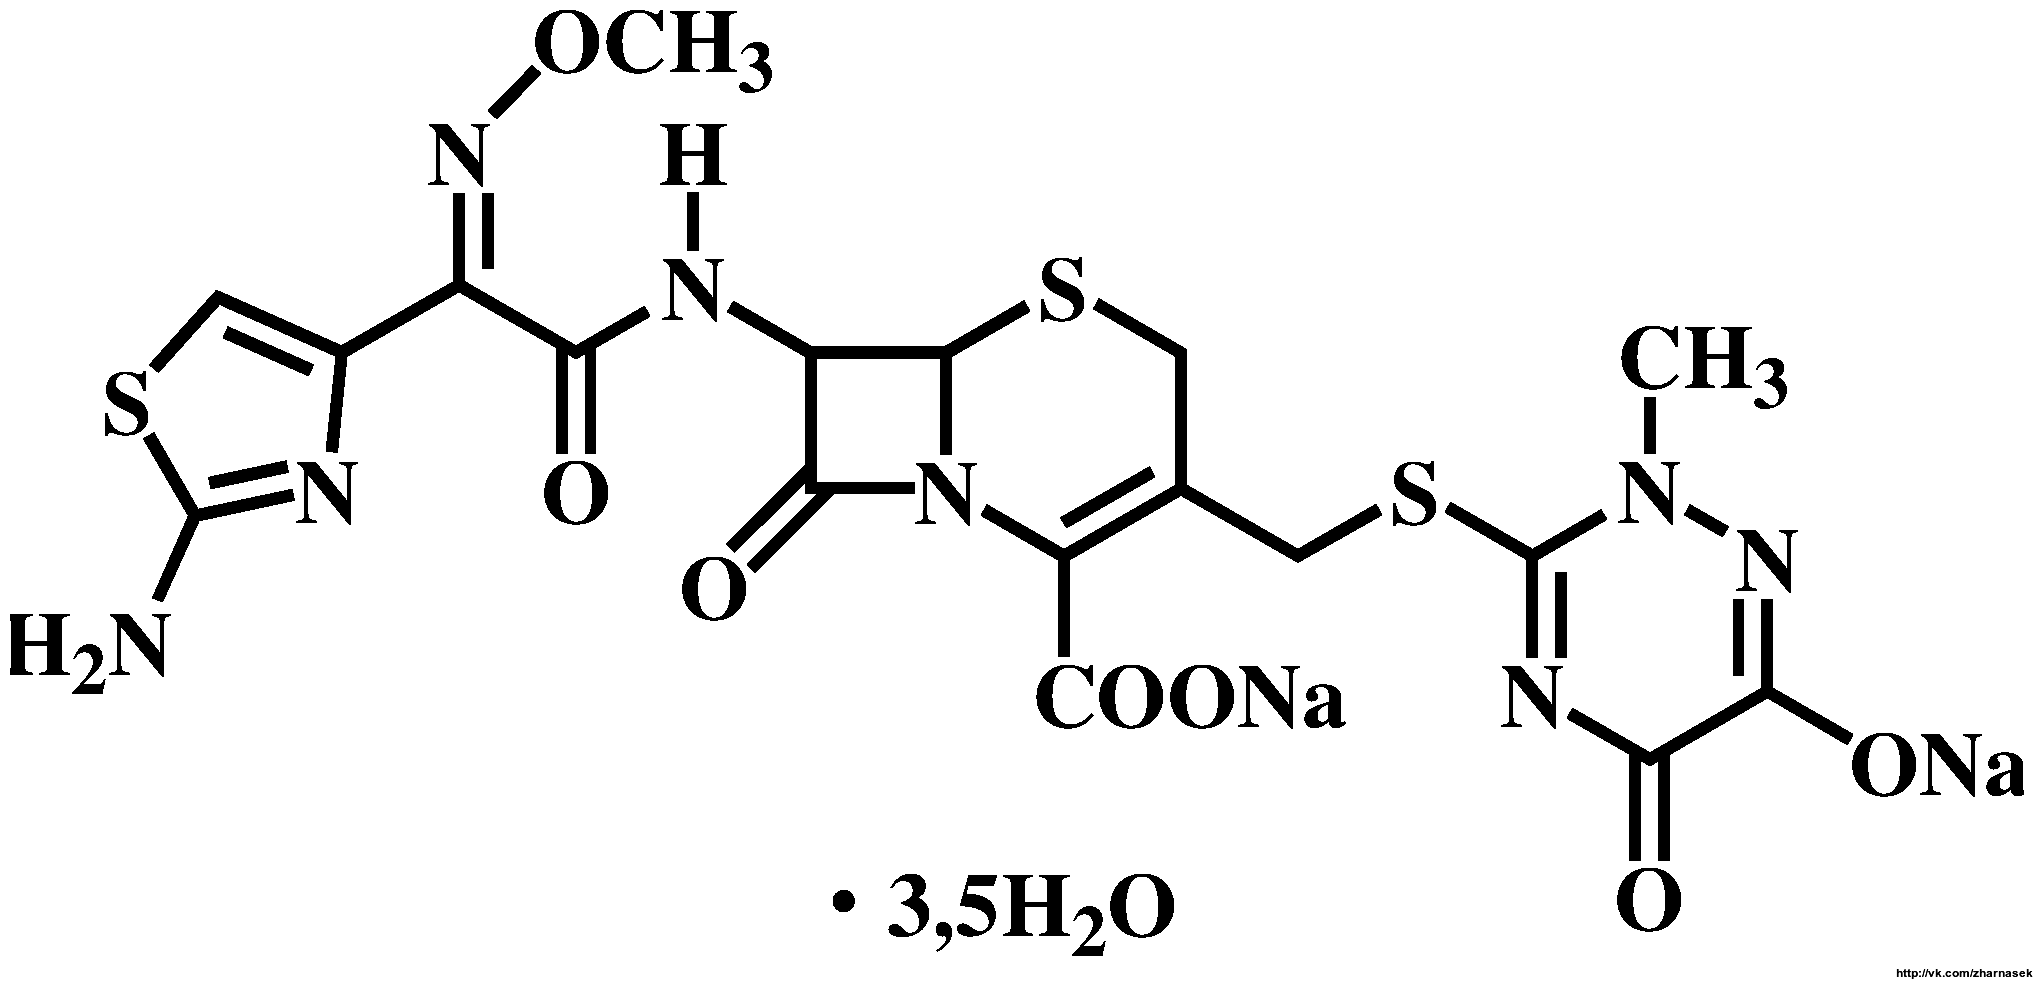 OCH3
N
H
N
S
CH3
S
N
O
N
S
N
N
O
H2N
COONa
N
ONa
O
• 3,5H2O
http://vk.com/zharnasek